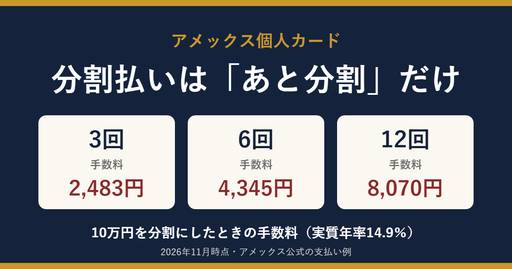 アメックス個人カード
分割払いは「あと分割」だけ
3回
手数料
2,483円
6回
手数料
4,345円
12回
手数料
8,070円
10万円を分割にしたときの手数料（実質年率14.9%）
2026年11月時点・アメックス公式の支払い例